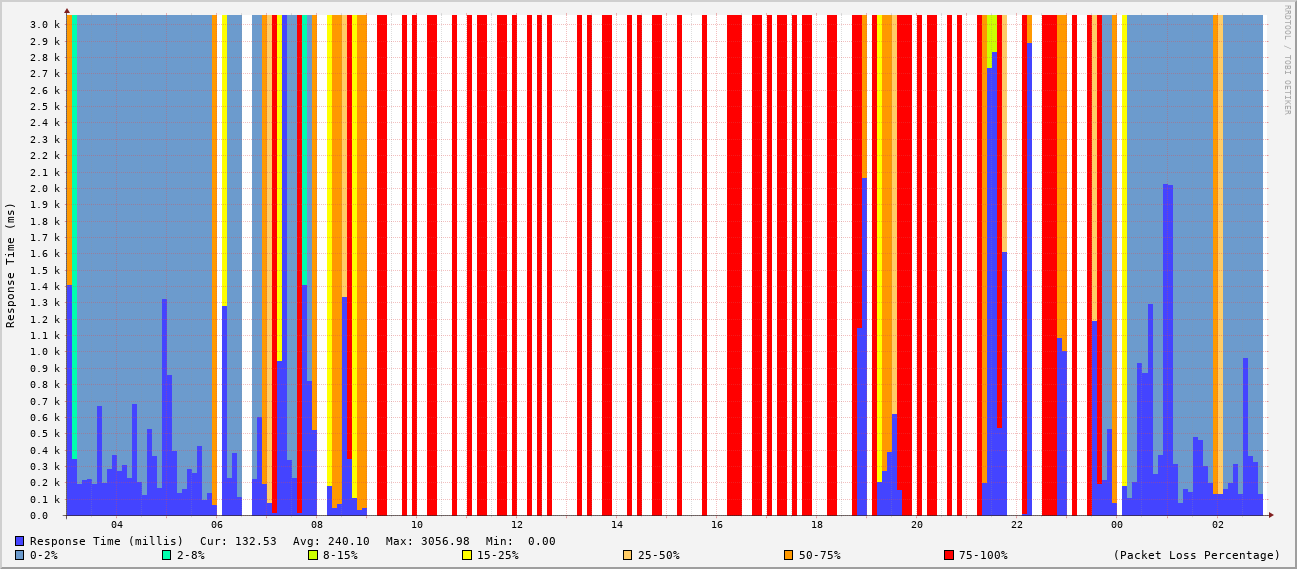 RRDTOOL / TOBI OETIKER
Response Time (ms)
3.0 k
2.9 k
2.8 k
2.7 k
2.6 k
2.5 k
2.4 k
2.3 k
2.2 k
2.1 k
2.0 k
1.9 k
1.8 k
1.7 k
1.6 k
1.5 k
1.4 k
1.3 k
1.2 k
1.1 k
1.0 k
0.9 k
0.8 k
0.7 k
0.6 k
0.5 k
0.4 k
0.3 k
0.2 k
0.1 k
0.0
04 06 08 10 12 14 16 18 20 22 00 02
Response Time (millis) Cur: 132.53 Avg: 240.10 Max: 3056.98 Min: 0.00
0-2% 2-8% 8-15% 15-25% 25-50% 50-75% 75-100% (Packet Loss Percentage)